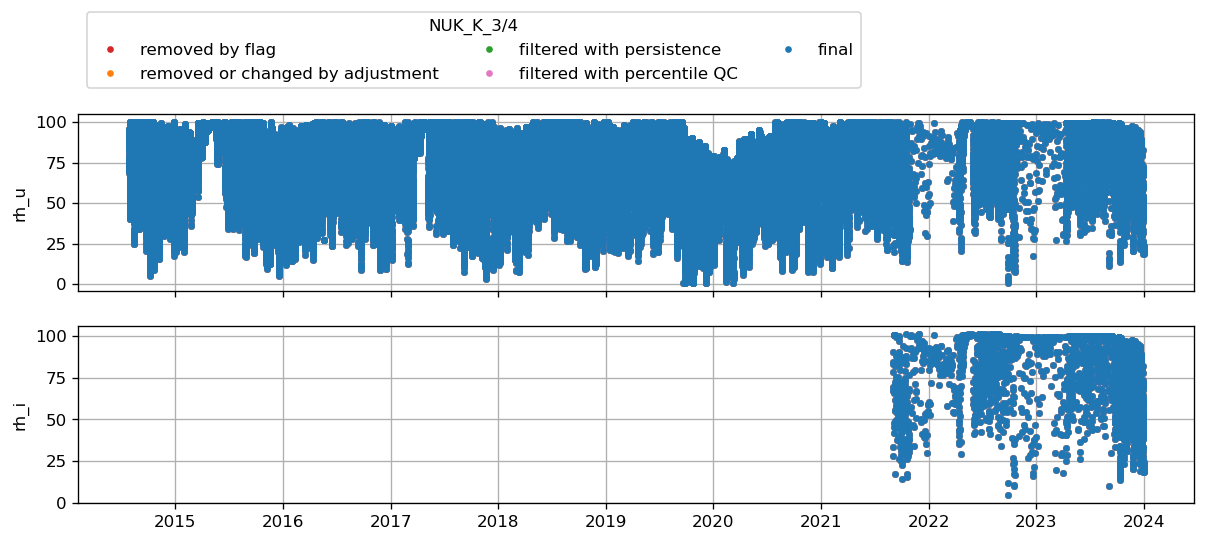 NUK_K_3/4
removed by flag
filtered with persistence
final
removed or changed by adjustment
filtered with percentile QC
100
75
50
25
0
rh_u
100
75
50
25
0
rh_i
2015 2016 2017 2018 2019 2020 2021 2022 2023 2024